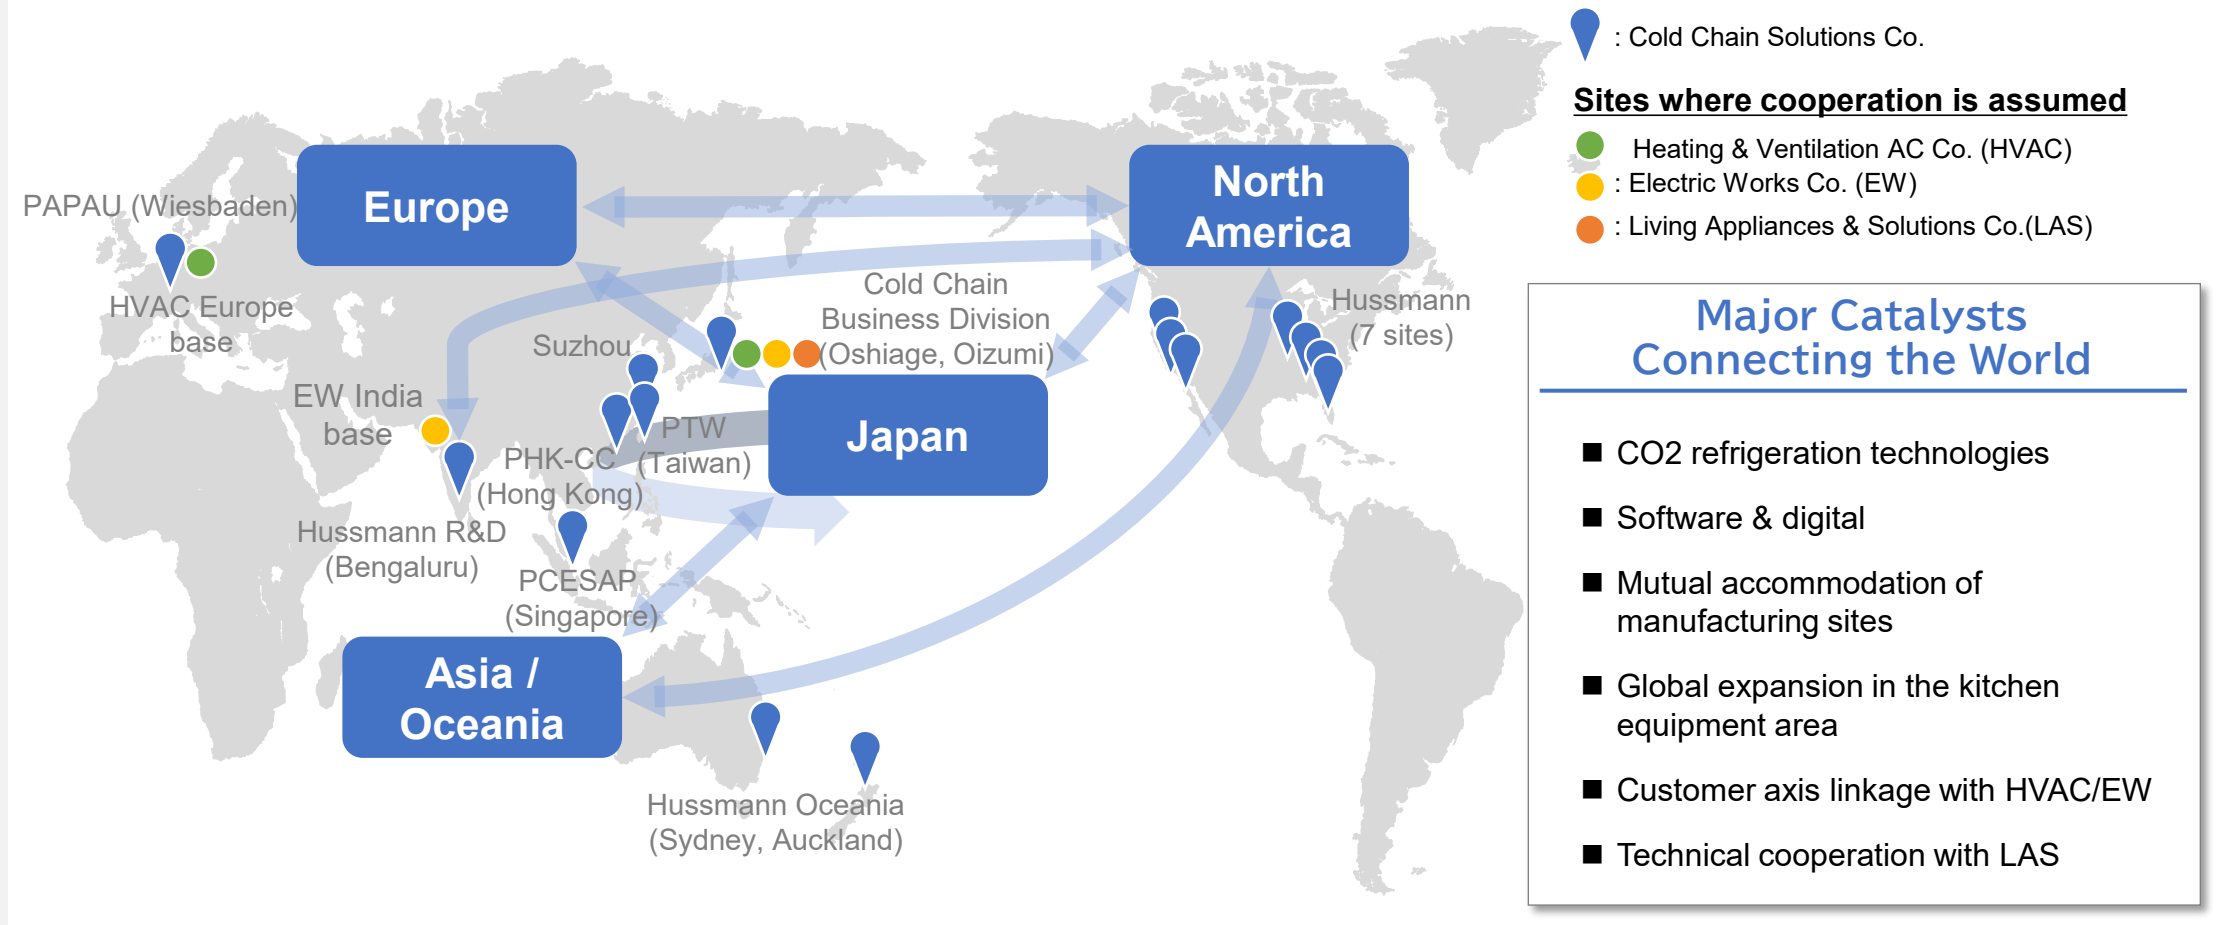 : Cold Chain Solutions Co.
Sites where cooperation is assumed
Heating & Ventilation AC Co. (HVAC)
: Electric Works Co. (EW)
: Living Appliances & Solutions Co.(LAS)
Europe
North
America
PAPAU (Wiesbaden)
HVAC Europe
base
Cold Chain
Business Division
(Oshiage, Oizumi)
Hussmann
(7 sites)
Suzhou
EW India
base
PTW
(Taiwan)
Japan
PHK-CC
(Hong Kong)
Hussmann R&D
(Bengaluru)
PCESAP
(Singapore)
Asia /
Oceania
Hussmann Oceania
(Sydney, Auckland)
Major Catalysts
Connecting the World
■ CO2 refrigeration technologies
■ Software & digital
■ Mutual accommodation of
manufacturing sites
■ Global expansion in the kitchen
equipment area
■ Customer axis linkage with HVAC/EW
■ Technical cooperation with LAS